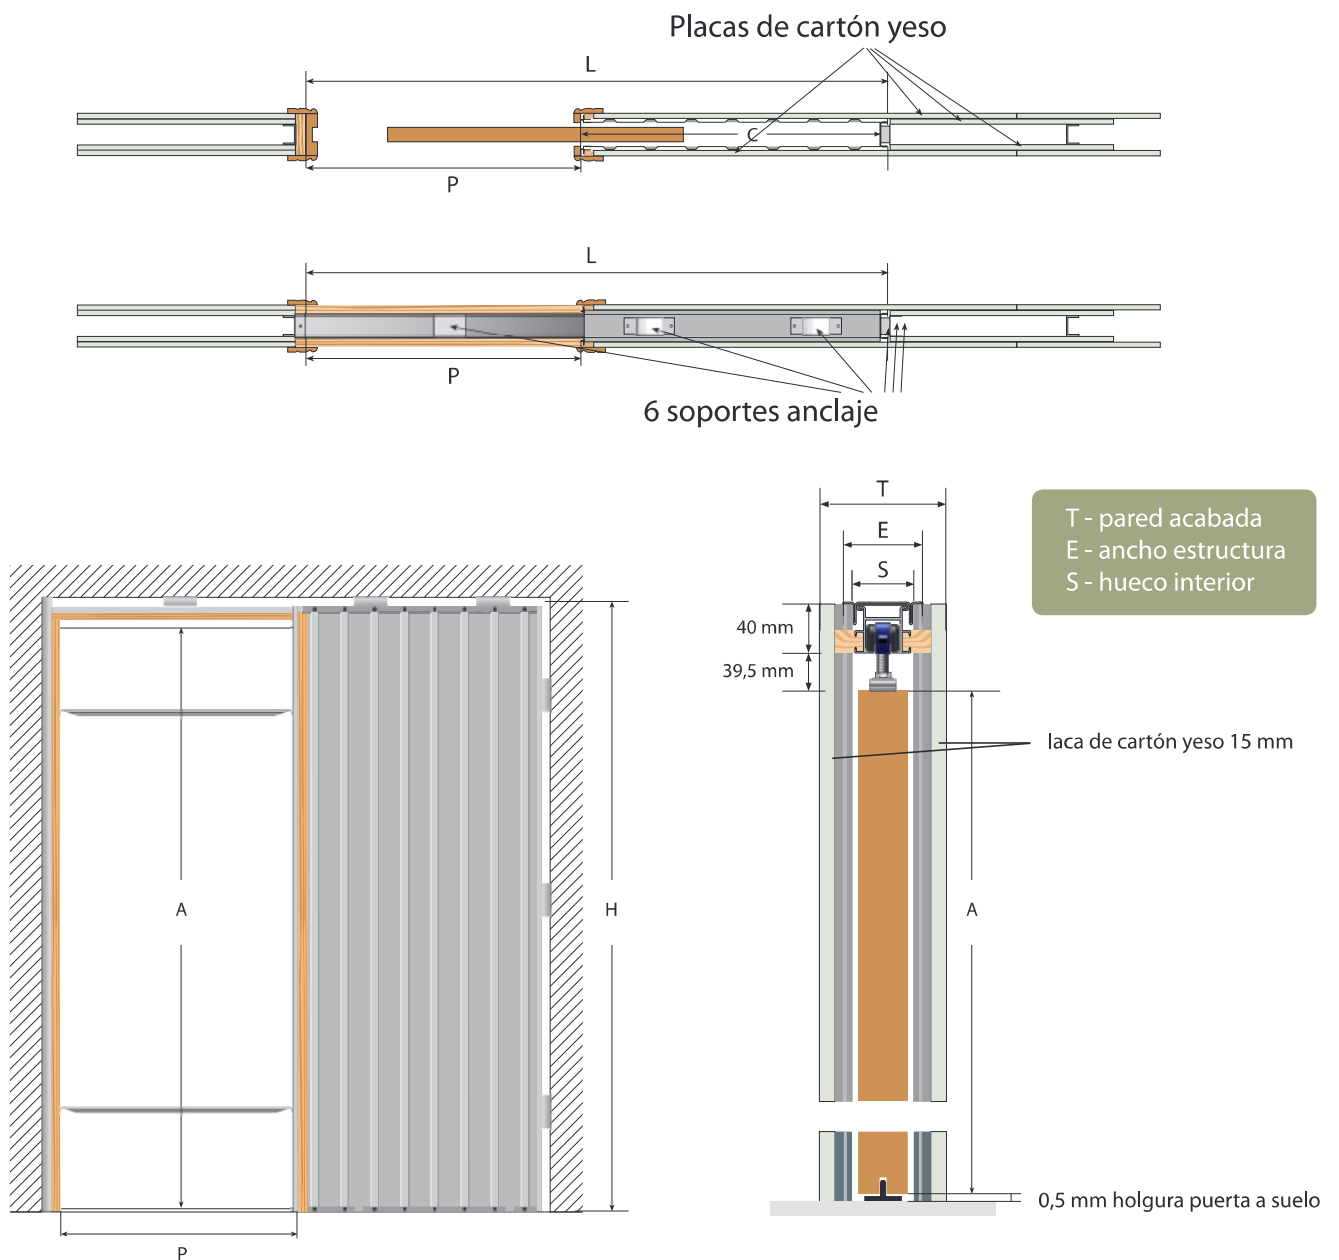 Placas de cartón yeso
L
C
P
L
P
6 soportes anclaje
T
E
S
T - pared acabada
E - ancho estructura
S - hueco interior
40 mm
39,5 mm
laca de cartón yeso 15 mm
A
H
A
0,5 mm holgura puerta a suelo
P